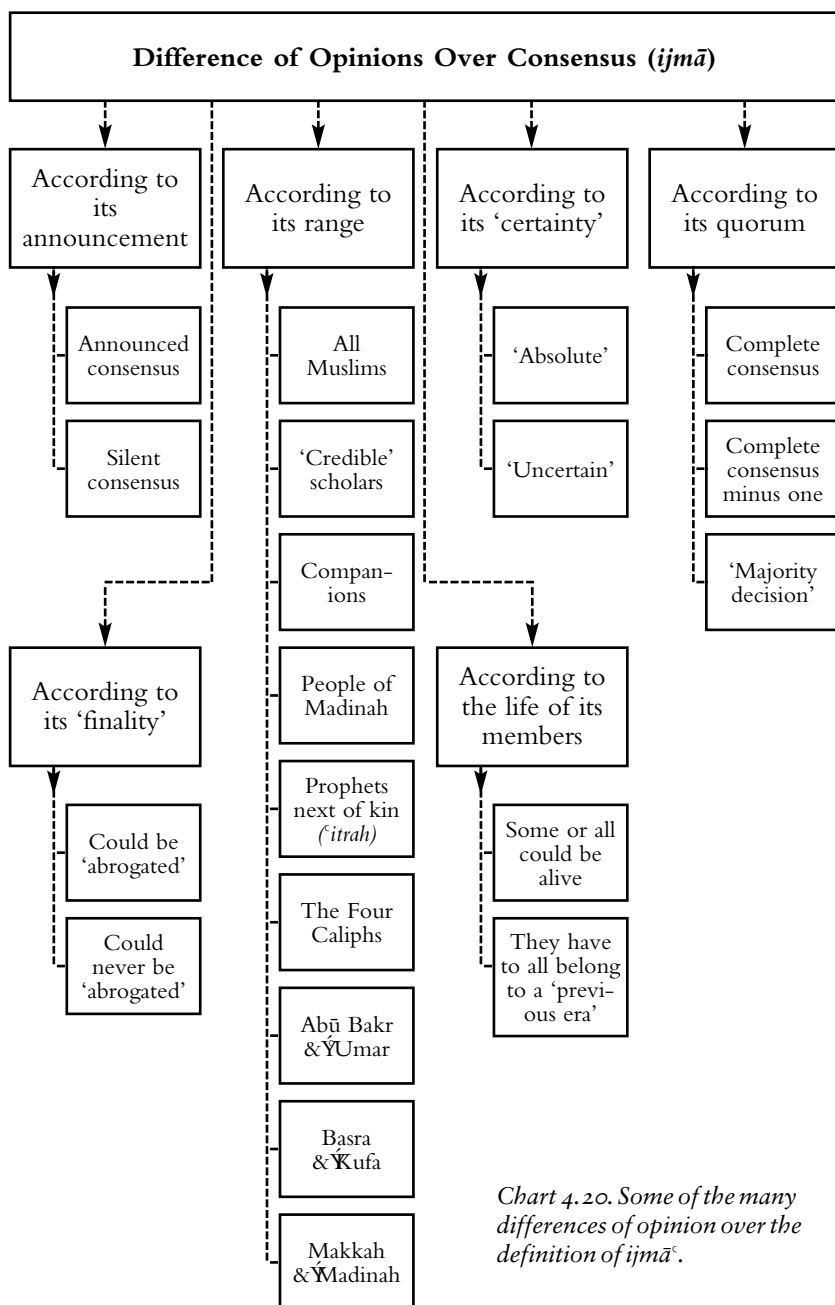 Difference of Opinions Over Consensus (ijmā)
According to
its
announcement
According to
its range
According to
its ‘certainty’
According to
its quorum
Announced
consensus
Silent
consensus
All
Muslims
‘Credible’
scholars
Compan-
ions
People of
Madinah
Prophets
next of kin
(ʿitrah)
The Four
Caliphs
Abū Bakr
& Umar
Basra
& Kufa
Makkah
& Madinah
‘Absolute’
‘Uncertain’
Complete
consensus
Complete
consensus
minus one
‘Majority
decision’
According to
its ‘finality’
Could be
‘abrogated’
Could
never be
‘abrogated’
According to
the life of its
members
Some or all
could be
alive
They have
to all belong
to a ‘previ-
ous era’
Chart 4.20. Some of the many
differences of opinion over the
definition of ijmāʿ.